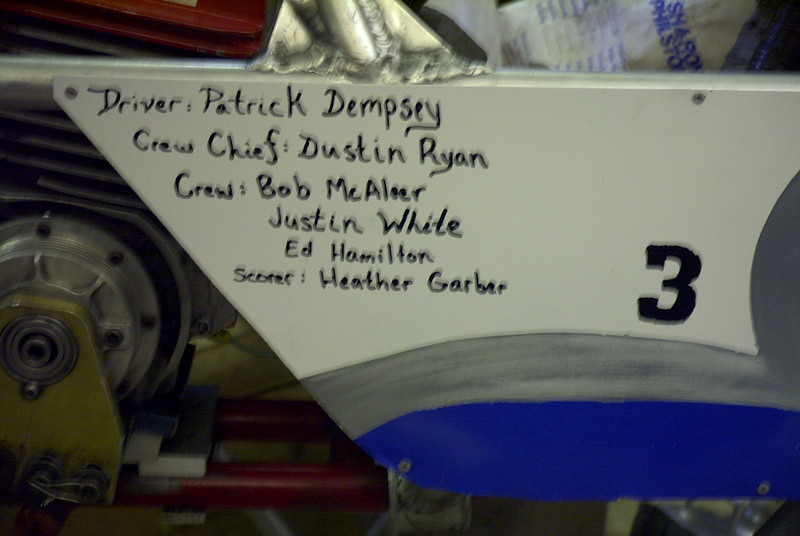 Driver: Patrick Dempsey
Crew Chief: Dustin Ryan
Crew: Bob McAleer
Justin White
Ed Hamilton
Scorer: Heather Garber
3